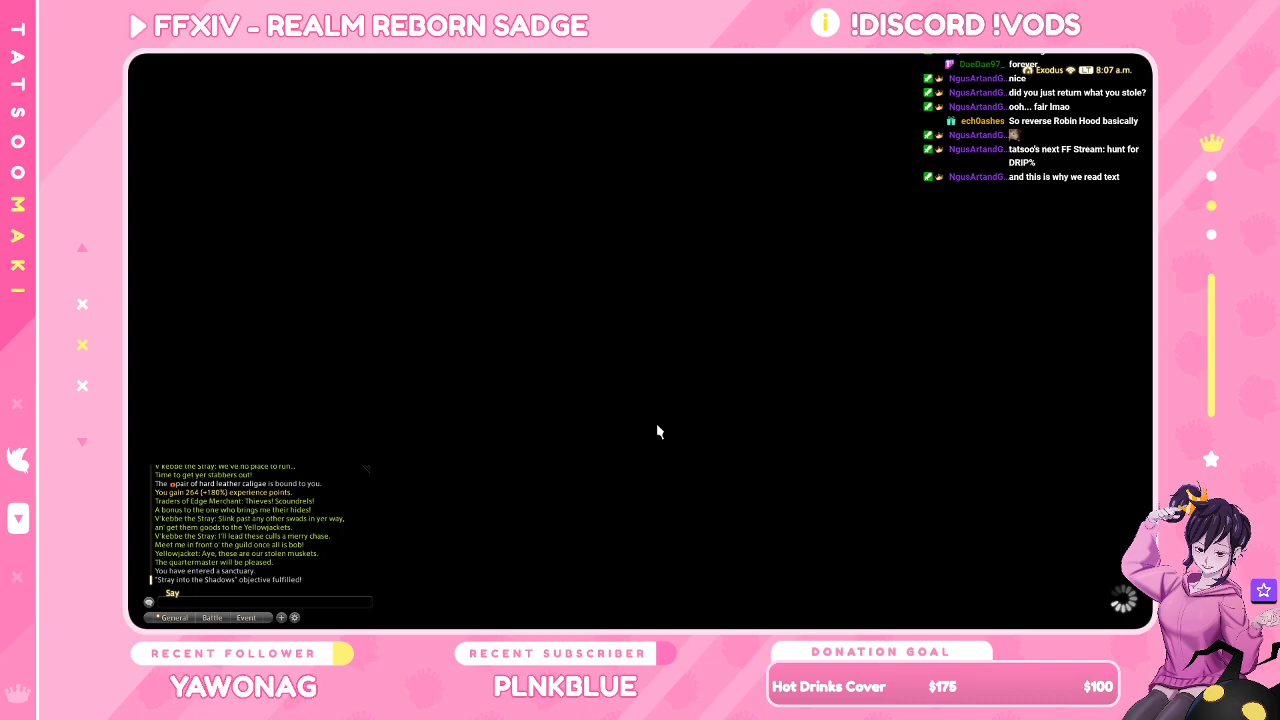 TATSOOMAKI
FFXIV - REALM REBORN SADGE
!DISCORD !VODS
DaeDae97_ forever
Exodus LT 8:07 a.m.
NgusArtandG... nice
NgusArtandG... did you just return what you stole?
NgusArtandG... ooh... fair lmao
ech0ashes So reverse Robin Hood basically
NgusArtandG...
NgusArtandG... tatsoo's next FF Stream: hunt for
DRIP%
NgusArtandG... and this is why we read text
V'kebbe the Stray: We've no place to run...
Time to get yer stabbers out!
The pair of hard leather caligae is bound to you.
You gain 264 (+180%) experience points.
Traders of Edge Merchant: Thieves! Scoundrels!
A bonus to the one who brings me their hides!
V'kebbe the Stray: Slink past any other swads in yer way,
an' get them goods to the Yellowjackets.
V'kebbe the Stray: I'll lead these culls a merry chase.
Meet me in front o' the guild once all is bob!
Yellowjacket: Aye, these are our stolen muskets.
The quartermaster will be pleased.
You have entered a sanctuary.
"Stray into the Shadows" objective fulfilled!
Say
General Battle Event
RECENT FOLLOWER
YAWONAG
RECENT SUBSCRIBER
PLNKBLUE
DONATION GOAL
Hot Drinks Cover $175 $100